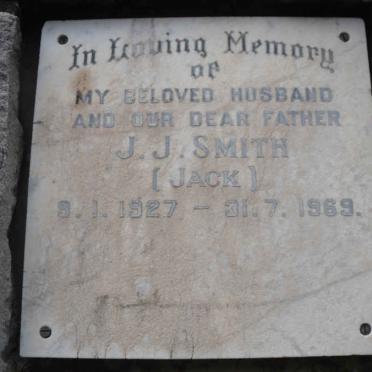 In Loving Memory
of
MY BELOVED HUSBAND
AND OUR DEAR FATHER
J. J. SMITH
( JACK )
9. 1. 1927 – 31. 7. 1969.